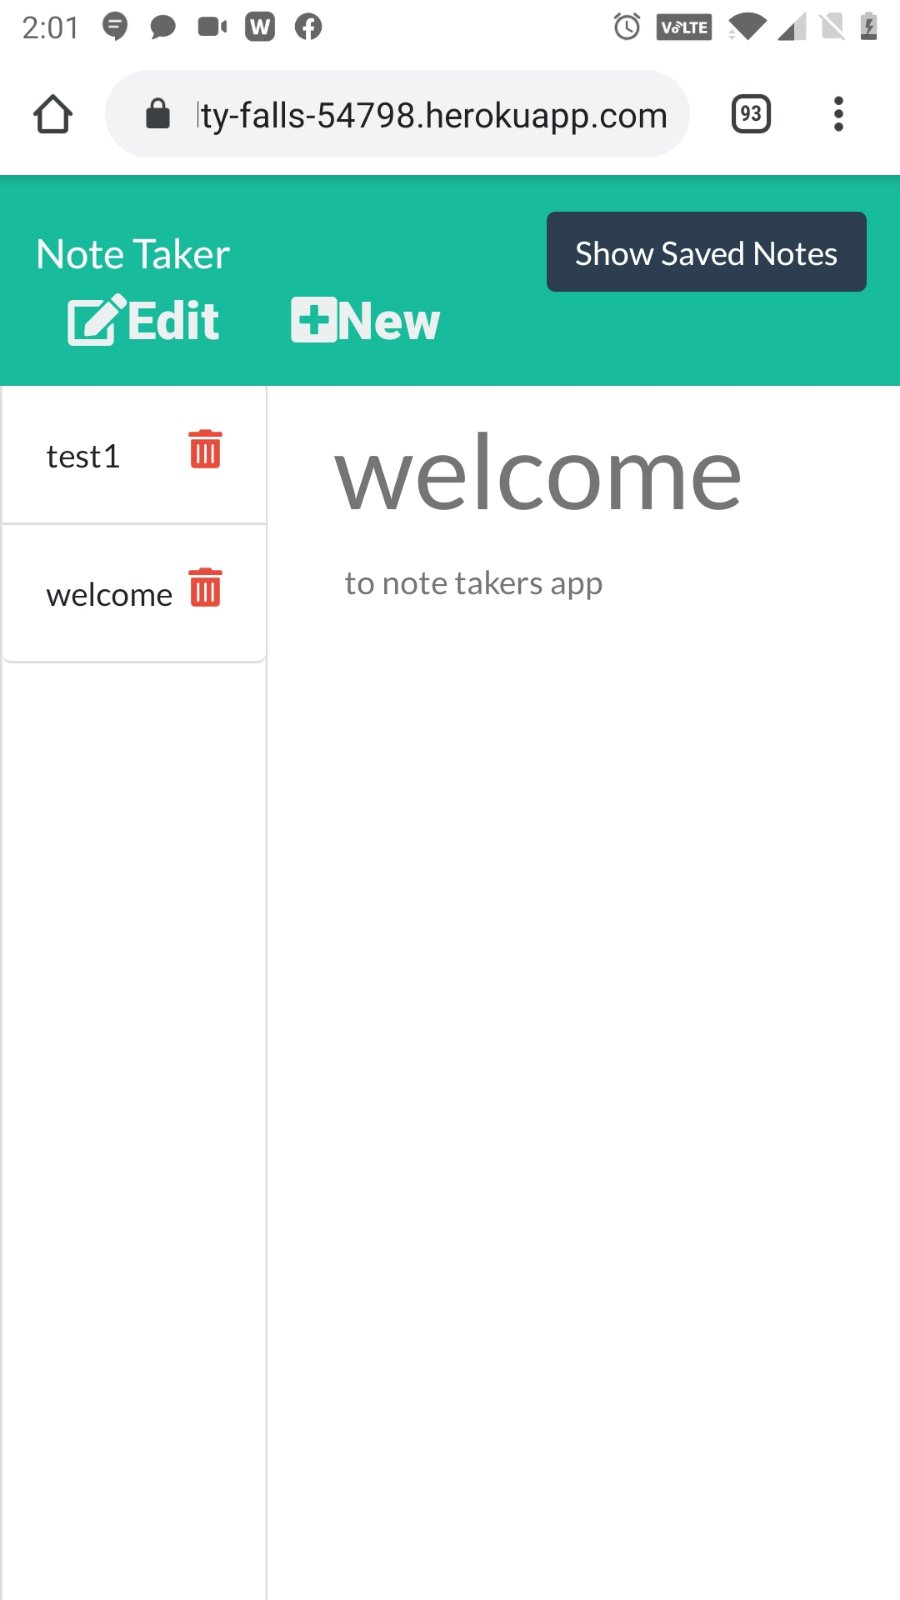 2:01
W
VoLTE
ty-falls-54798.herokuapp.com
93
Note Taker
Show Saved Notes
Edit
New
test1
welcome
welcome
to note takers app